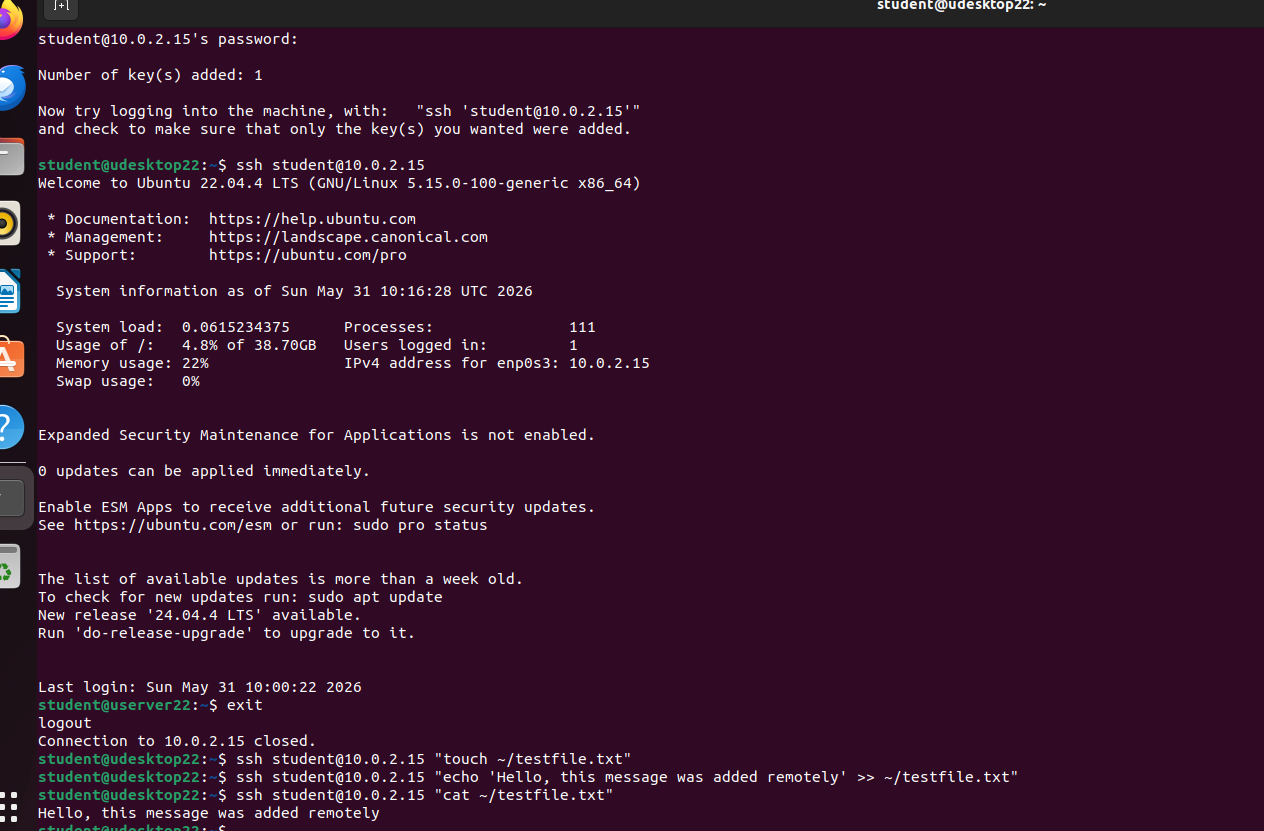 student@udesktop22: ~
student@10.0.2.15's password:
Number of key(s) added: 1
Now try logging into the machine, with:   "ssh 'student@10.0.2.15'"
and check to make sure that only the key(s) you wanted were added.
student@udesktop22:~$ ssh student@10.0.2.15
Welcome to Ubuntu 22.04.4 LTS (GNU/Linux 5.15.0-100-generic x86_64)
 * Documentation:  https://help.ubuntu.com
 * Management:     https://landscape.canonical.com
 * Support:        https://ubuntu.com/pro
  System information as of Sun May 31 10:16:28 UTC 2026
  System load:  0.0615234375      Processes:               111
  Usage of /:   4.8% of 38.70GB   Users logged in:         1
  Memory usage: 22%               IPv4 address for enp0s3: 10.0.2.15
  Swap usage:   0%
Expanded Security Maintenance for Applications is not enabled.
0 updates can be applied immediately.
Enable ESM Apps to receive additional future security updates.
See https://ubuntu.com/esm or run: sudo pro status
The list of available updates is more than a week old.
To check for new updates run: sudo apt update
New release '24.04.4 LTS' available.
Run 'do-release-upgrade' to upgrade to it.
Last login: Sun May 31 10:00:22 2026
student@userver22:~$ exit
logout
Connection to 10.0.2.15 closed.
student@udesktop22:~$ ssh student@10.0.2.15 "touch ~/testfile.txt"
student@udesktop22:~$ ssh student@10.0.2.15 "echo 'Hello, this message was added remotely' >> ~/testfile.txt"
student@udesktop22:~$ ssh student@10.0.2.15 "cat ~/testfile.txt"
Hello, this message was added remotely
student@udesktop22:~$